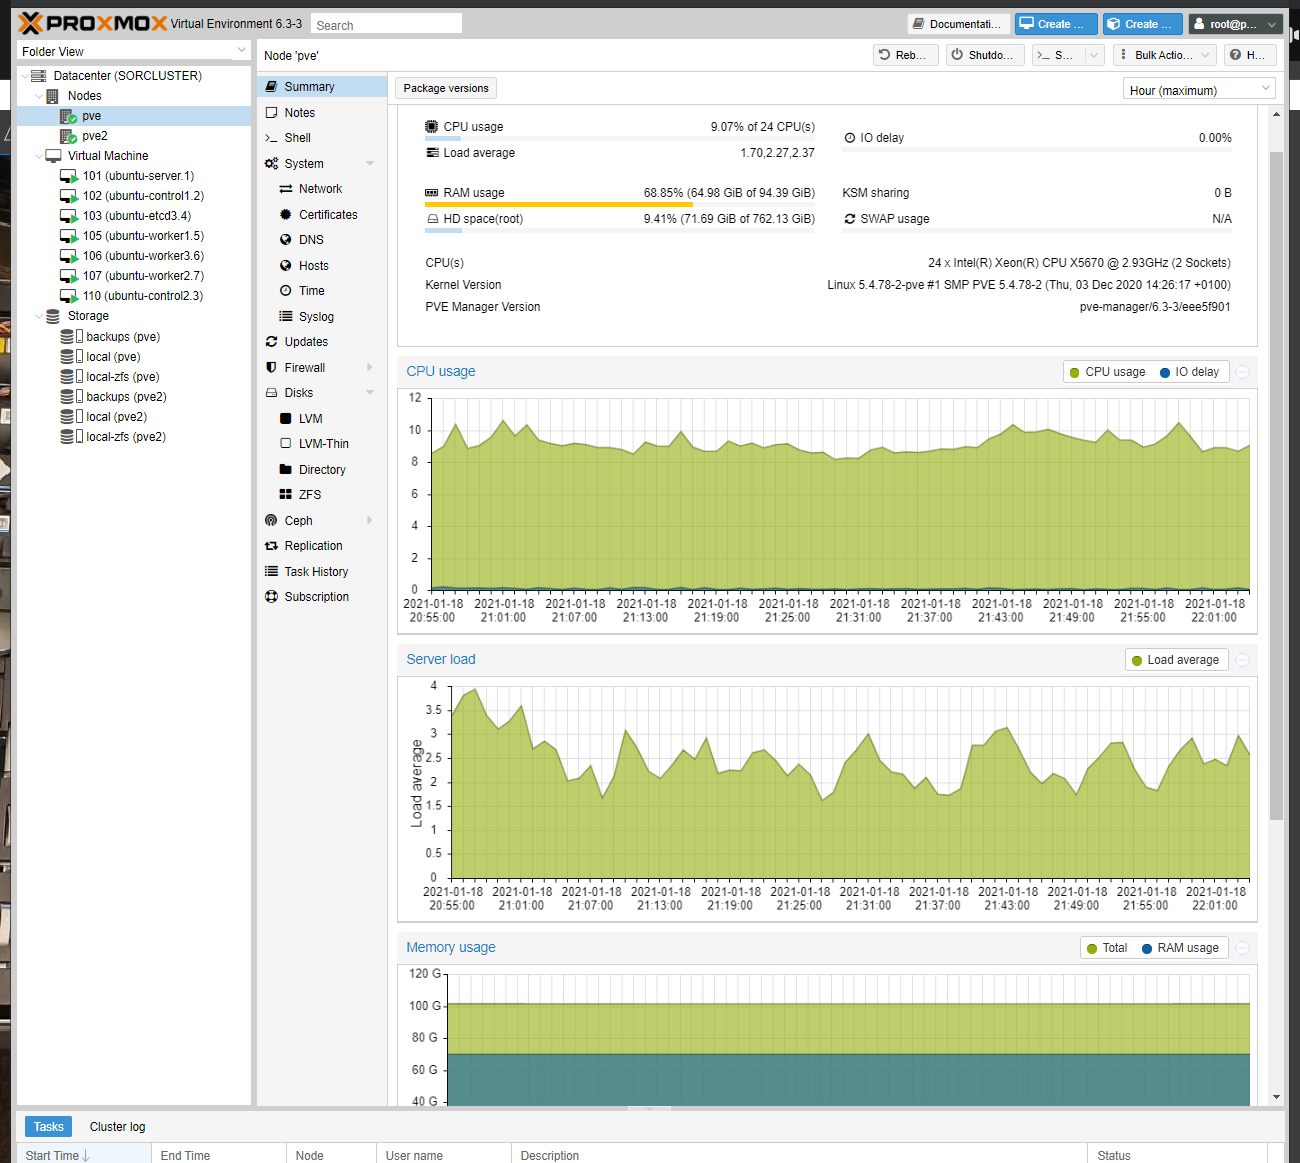 PROXMOX Virtual Environment 6.3-3 Search Documentati... Create ... Create ... root@p...
Folder View
Node 'pve' Reb... Shutdo... S... Bulk Actio... H...
Datacenter (SORCLUSTER)
Nodes
pve
pve2
Virtual Machine
101 (ubuntu-server.1)
102 (ubuntu-control1.2)
103 (ubuntu-etcd3.4)
105 (ubuntu-worker1.5)
106 (ubuntu-worker3.6)
107 (ubuntu-worker2.7)
110 (ubuntu-control2.3)
Storage
backups (pve)
local (pve)
local-zfs (pve)
backups (pve2)
local (pve2)
local-zfs (pve2)
Summary
Notes
Shell
System
Network
Certificates
DNS
Hosts
Time
Syslog
Updates
Firewall
Disks
LVM
LVM-Thin
Directory
ZFS
Ceph
Replication
Task History
Subscription
Package versions Hour (maximum)
CPU usage 9.07% of 24 CPU(s)
IO delay 0.00%
Load average 1.70,2.27,2.37
RAM usage 68.85% (64.98 GiB of 94.39 GiB)
KSM sharing 0 B
HD space(root) 9.41% (71.69 GiB of 762.13 GiB)
SWAP usage N/A
CPU(s) 24 x Intel(R) Xeon(R) CPU X5670 @ 2.93GHz (2 Sockets)
Kernel Version Linux 5.4.78-2-pve #1 SMP PVE 5.4.78-2 (Thu, 03 Dec 2020 14:26:17 +0100)
PVE Manager Version pve-manager/6.3-3/eee5f901
CPU usage CPU usage IO delay
12
10
8
6
4
2
0
2021-01-18 2021-01-18 2021-01-18 2021-01-18 2021-01-18 2021-01-18 2021-01-18 2021-01-18 2021-01-18 2021-01-18 2021-01-18 2021-01-18
20:55:00 21:01:00 21:07:00 21:13:00 21:19:00 21:25:00 21:31:00 21:37:00 21:43:00 21:49:00 21:55:00 22:01:00
Server load Load average
4
3.5
3
2.5
2
1.5
1
0.5
0
Load average
2021-01-18 2021-01-18 2021-01-18 2021-01-18 2021-01-18 2021-01-18 2021-01-18 2021-01-18 2021-01-18 2021-01-18 2021-01-18 2021-01-18
20:55:00 21:01:00 21:07:00 21:13:00 21:19:00 21:25:00 21:31:00 21:37:00 21:43:00 21:49:00 21:55:00 22:01:00
Memory usage Total RAM usage
120 G
100 G
80 G
60 G
40 G
Tasks Cluster log
Start Time End Time Node User name Description Status